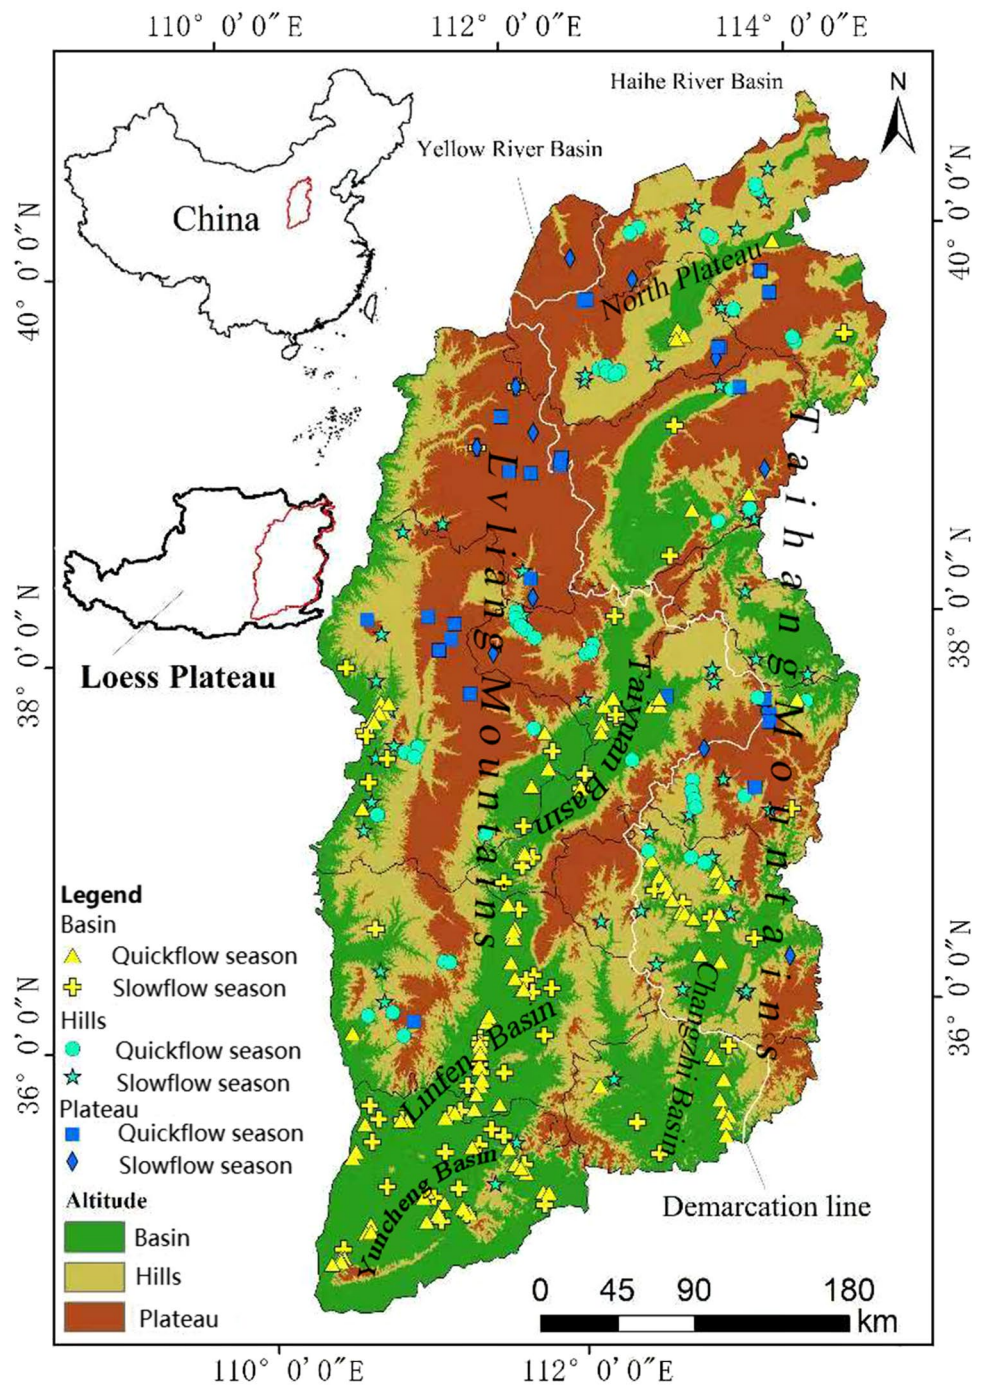 110° 0'0″E
112° 0'0″E
114° 0'0″E
Haihe River Basin
N
Yellow River Basin
China
40° 0'0″N
40° 0'0″N
North Plateau
Taihang Mountains
Lvliang Mountains
Loess Plateau
38° 0'0″N
38° 0'0″N
Taiyuan Basin
Legend
Basin
Quickflow season
Slowflow season
Hills
Quickflow season
Slowflow season
Plateau
Quickflow season
Slowflow season
Altitude
Basin
Hills
Plateau
36° 0'0″N
36° 0'0″N
Linfen Basin
Changzhi Basin
Yuncheng Basin
Demarcation line
0 45 90 180
km
110° 0'0″E
112° 0'0″E